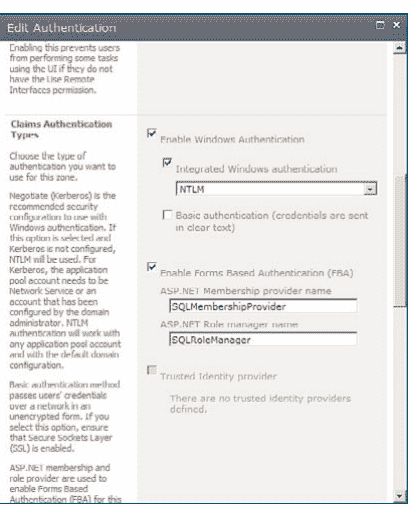 Edit Authentication
Enabling this prevents users
from performing some tasks
using the UI if they do not
have the Use Remote
Interfaces permission.
Claims Authentication
Types
Choose the type of
authentication you want to
use for this zone.
Negotiate (Kerberos) is the
recommended security
configuration to use with
Windows authentication. If
this option is selected and
Kerberos is not configured,
NTLM will be used. For
Kerberos, the application
pool account needs to be
Network Service or an
account that has been
configured by the domain
administrator. NTLM
authentication will work with
any application pool account
and with the default domain
configuration.
Basic authentication method
passes users' credentials
over a network in an
unencrypted form. If you
select this option, ensure
that Secure Sockets Layer
(SSL) is enabled.
ASP.NET membership and
role provider are used to
enable Forms Based
Authentication (FBA) for this
Enable Windows Authentication
Integrated Windows authentication
NTLM
Basic authentication (credentials are sent
in clear text)
Enable Forms Based Authentication (FBA)
ASP.NET Membership provider name
SQLMembershipProvider
ASP.NET Role manager name
SQLRoleManager
Trusted Identity provider
There are no trusted identity providers
defined.